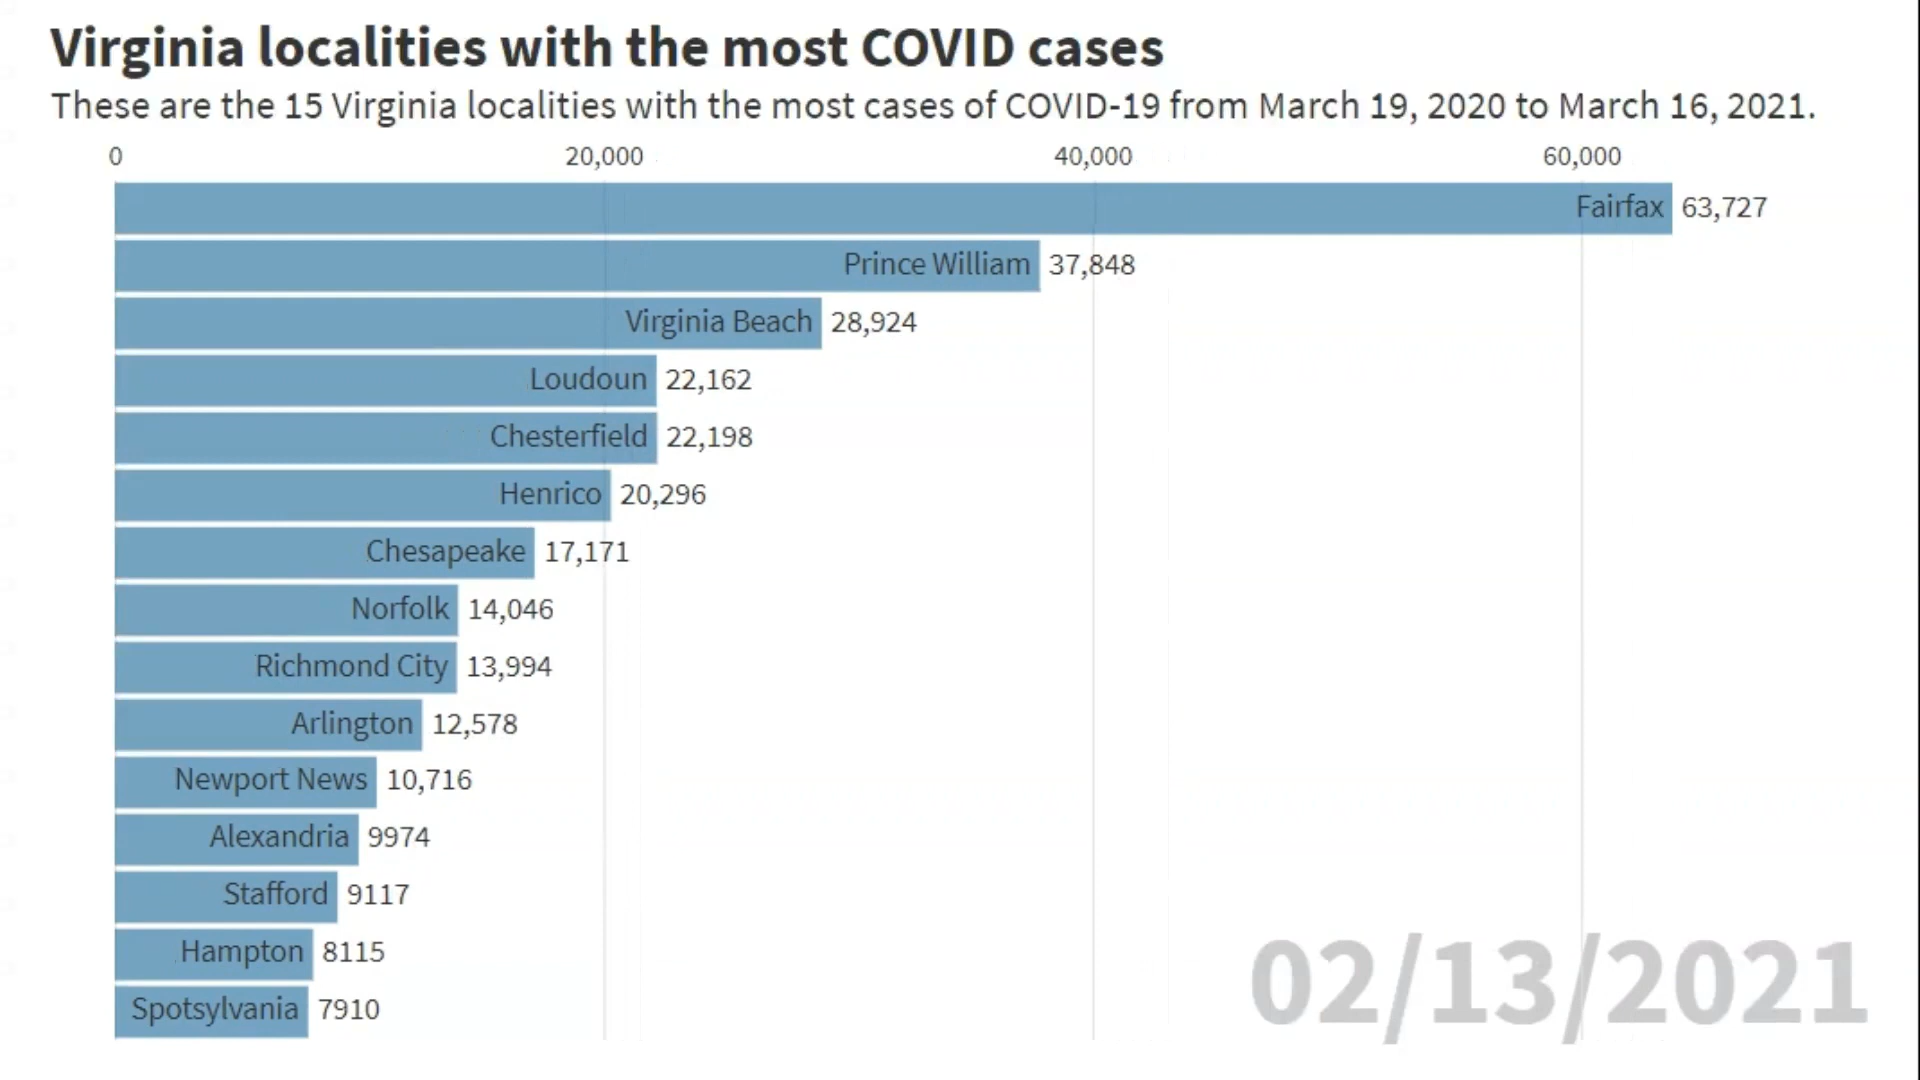 Virginia localities with the most COVID cases
These are the 15 Virginia localities with the most cases of COVID-19 from March 19, 2020 to March 16, 2021.
0 20,000 40,000 60,000
Fairfax 63,727
Prince William 37,848
Virginia Beach 28,924
Loudoun 22,162
Chesterfield 22,198
Henrico 20,296
Chesapeake 17,171
Norfolk 14,046
Richmond City 13,994
Arlington 12,578
Newport News 10,716
Alexandria 9974
Stafford 9117
Hampton 8115
Spotsylvania 7910
02/13/2021